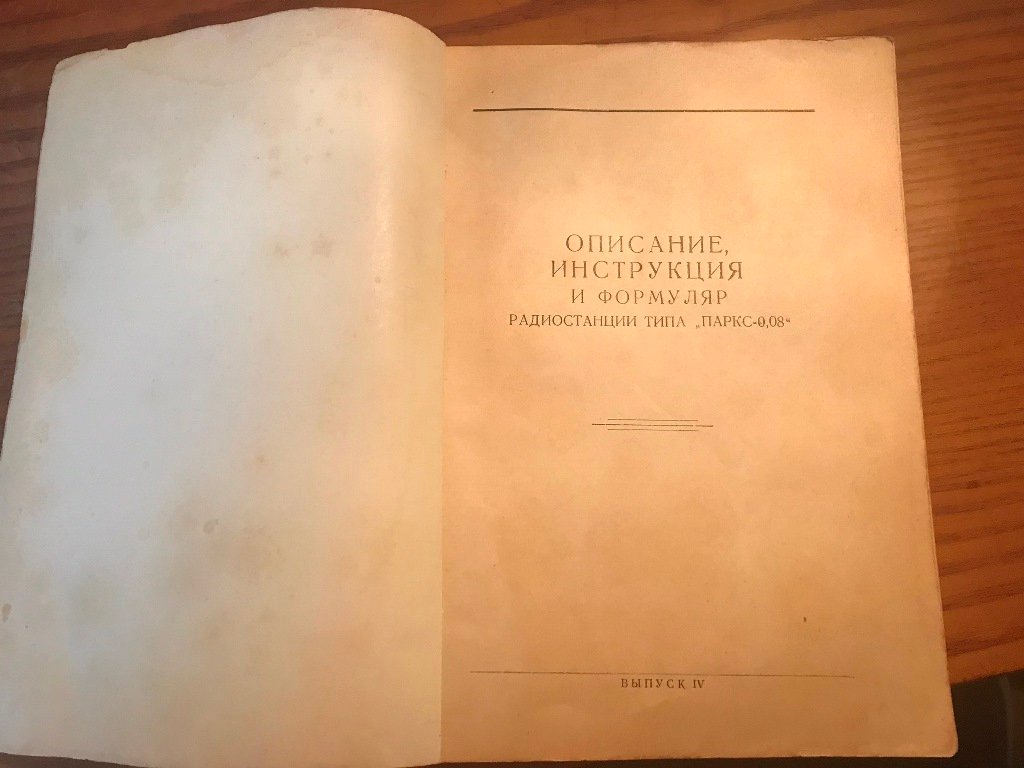 ОПИСАНИЕ,
ИНСТРУКЦИЯ
И ФОРМУЛЯР
РАДИОСТАНЦИИ ТИПА „ПАРКС-0,08“
ВЫПУСК IV